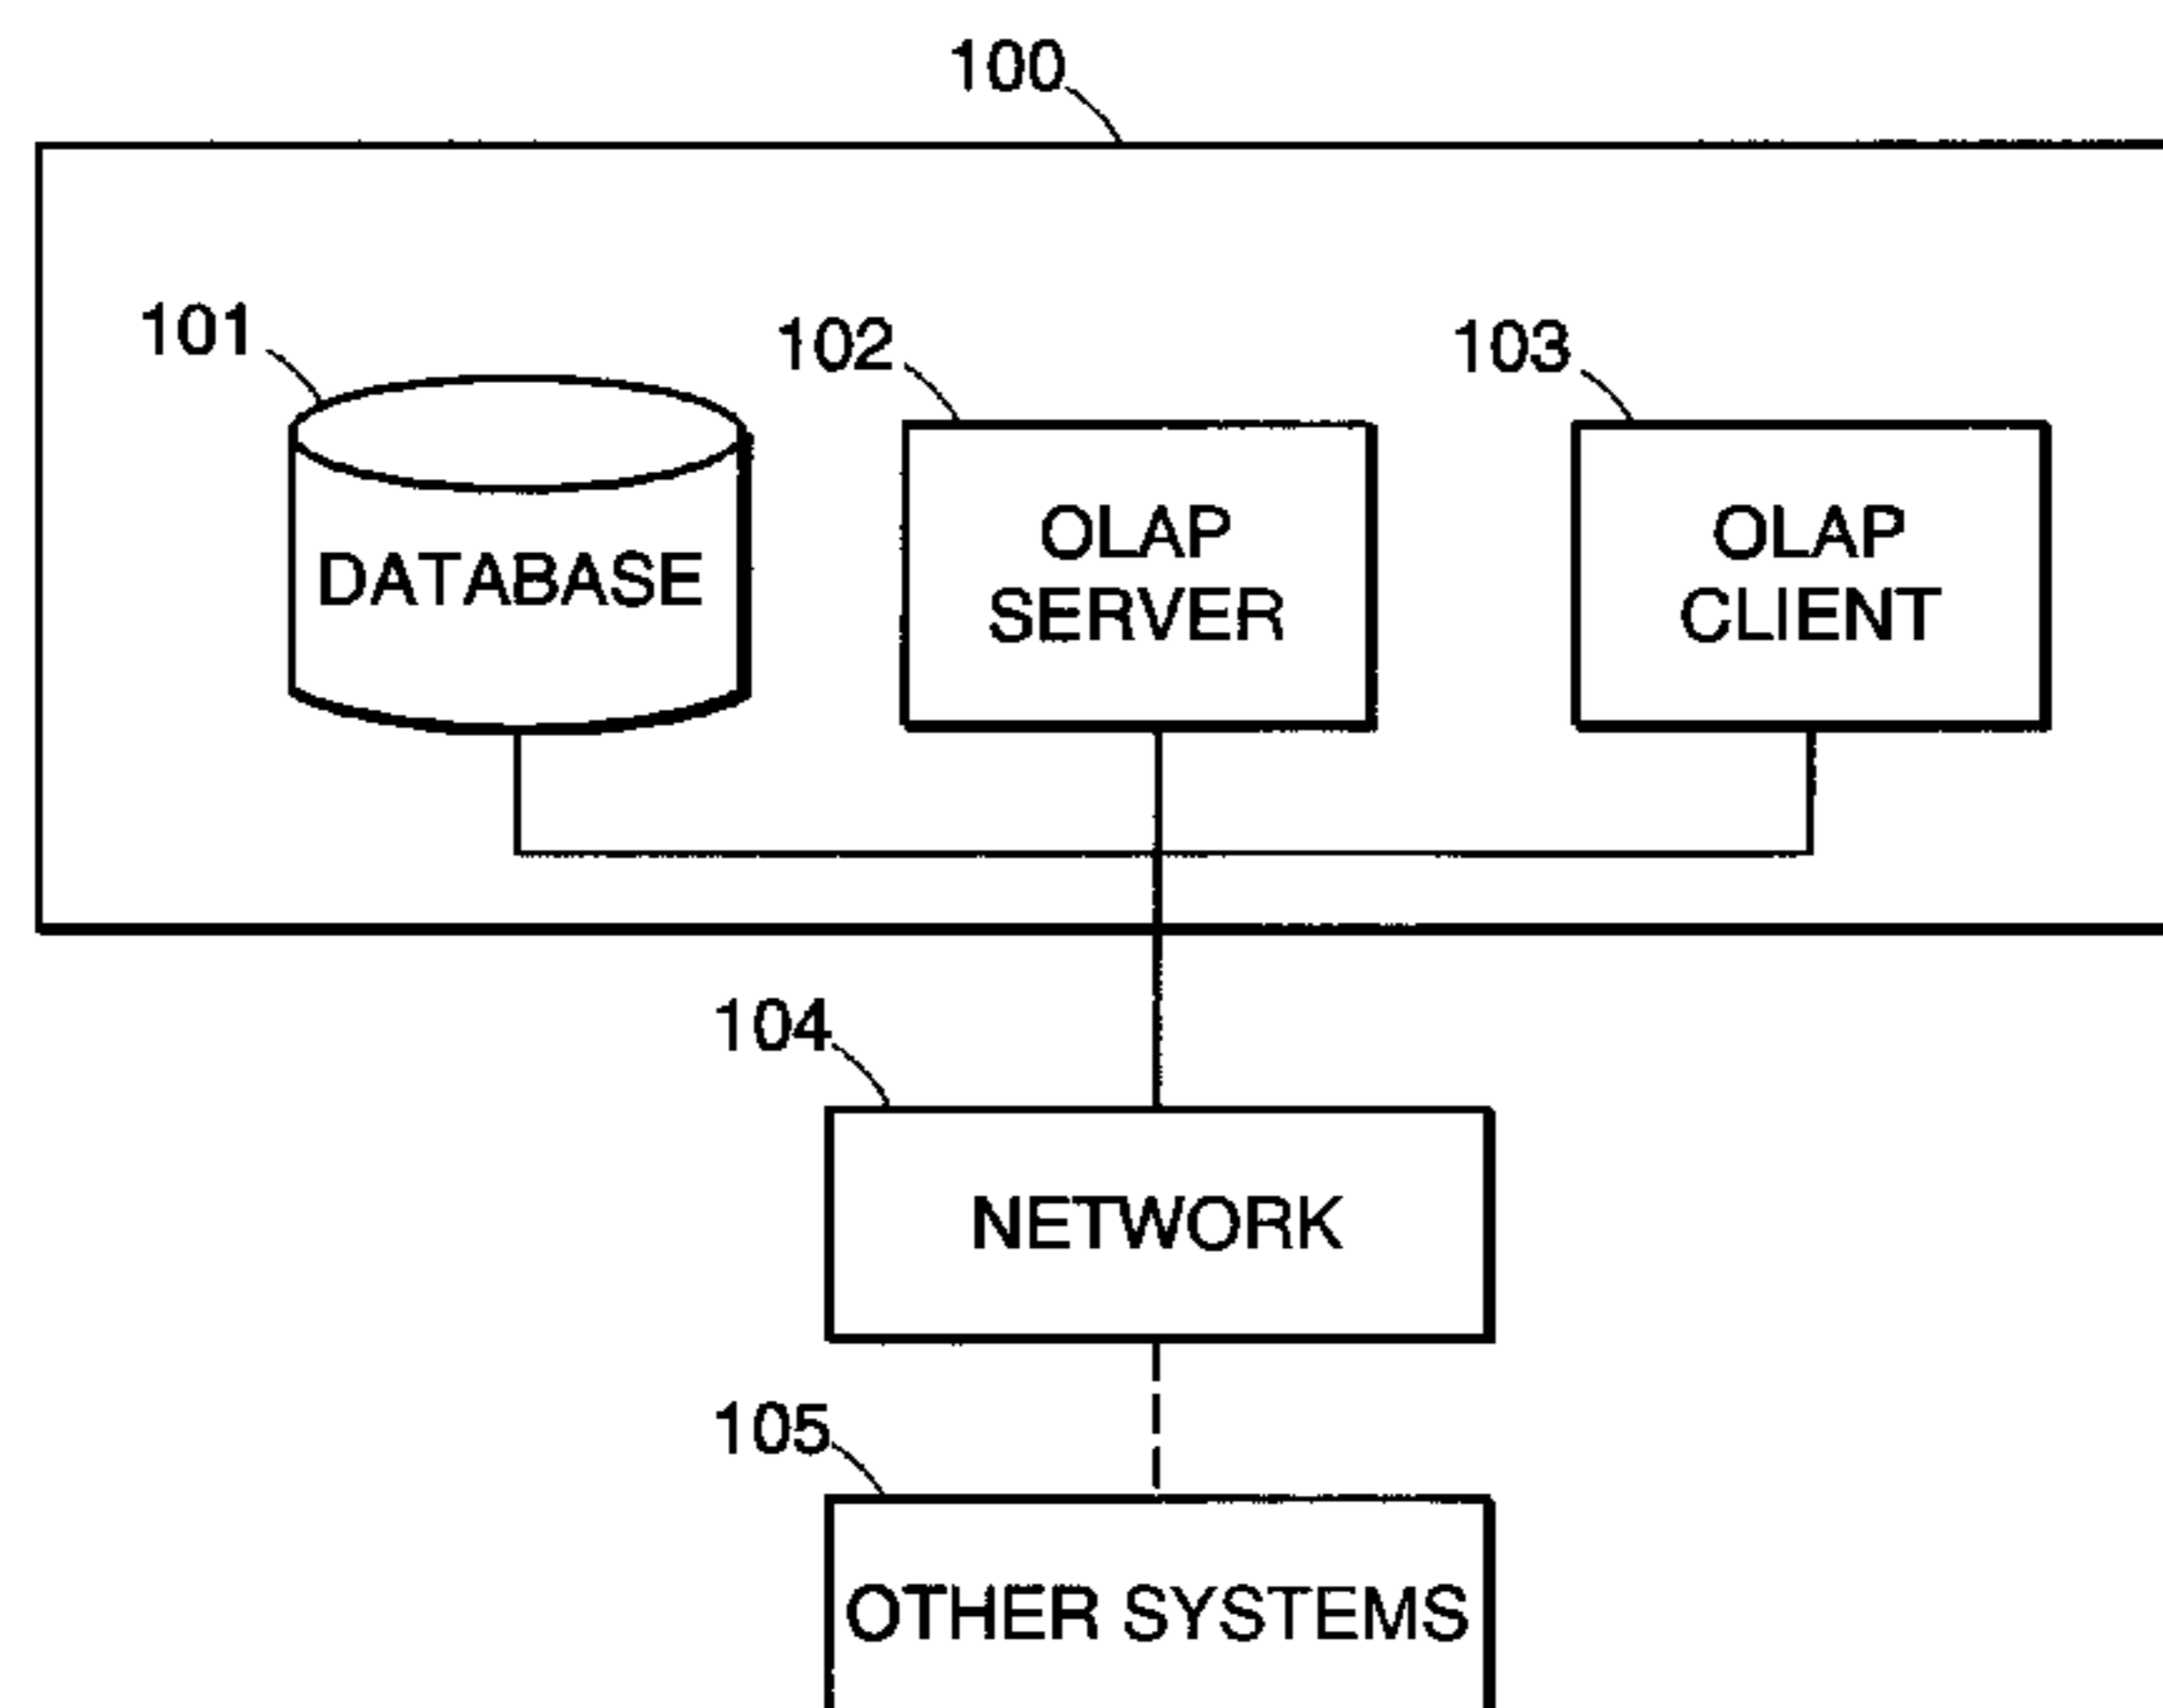 100
101
102
103
DATABASE
OLAP
SERVER
OLAP
CLIENT
104
NETWORK
105
OTHER SYSTEMS